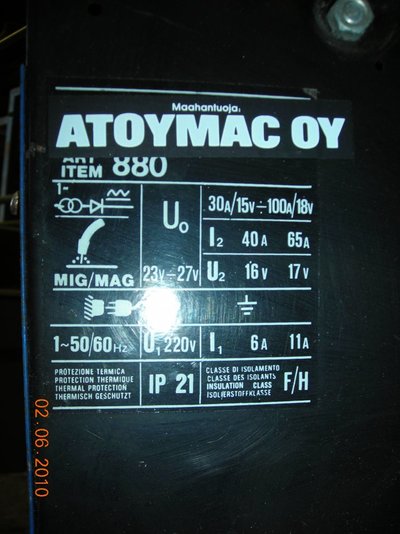 Maahantuoja:
ATOYMAC OY
ART
ITEM 880
1~
U₀ 30A/15V÷100A/18V
I₂ 40A 65A
MIG/MAG 23V÷27V U₂ 16V 17V
1~50/60Hz U₁ 220V I₁ 6A 11A
PROTEZIONE TERMICA
PROTECTION THERMIQUE
THERMAL PROTECTION
THERMISCH GESCHUTZT
IP 21
CLASSE DI ISOLAMENTO
CLASSE DES ISOLANTS
INSULATION CLASS
ISOLIERSTOFFKLASSE
F/H
02.06.2010